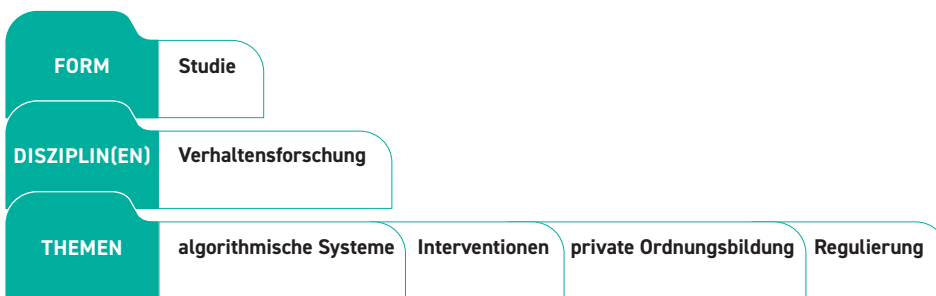 FORM Studie
DISZIPLIN(EN) Verhaltensforschung
THEMEN algorithmische Systeme Interventionen private Ordnungsbildung Regulierung